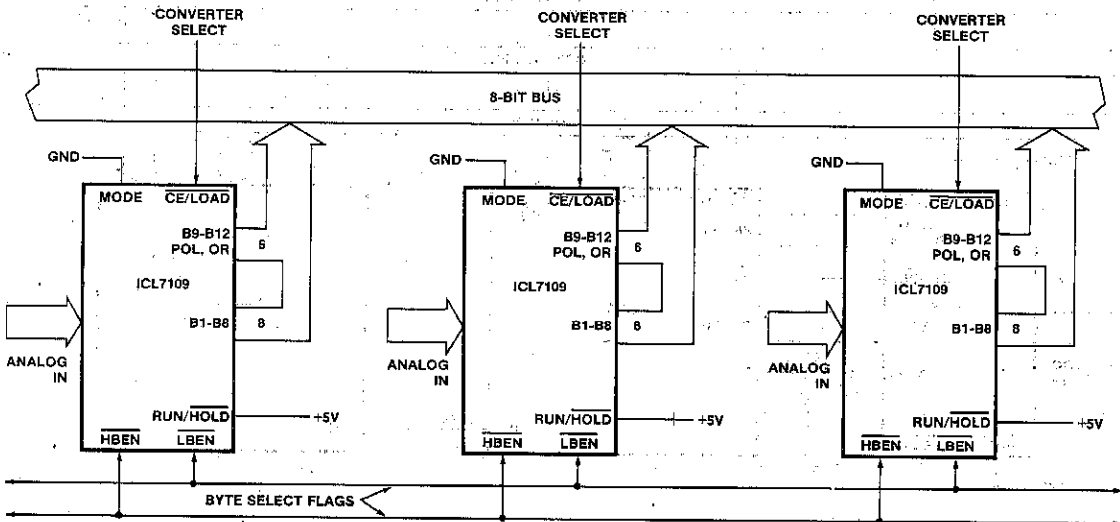 CONVERTER
SELECT
CONVERTER
SELECT
CONVERTER
SELECT
8-BIT BUS
GND
GND
GND
MODE
CE/LOAD
B9-B12
POL, OR
6
ICL7109
B1-B8
8
ANALOG
IN
RUN/HOLD
+5V
HBEN
LBEN
MODE
CE/LOAD
B9-B12
POL, OR
6
ICL7109
B1-B8
8
ANALOG
IN
RUN/HOLD
+5V
HBEN
LBEN
MODE
CE/LOAD
B9-B12
POL, OR
6
ICL7109
B1-B8
8
ANALOG
IN
RUN/HOLD
+5V
HBEN
LBEN
BYTE SELECT FLAGS